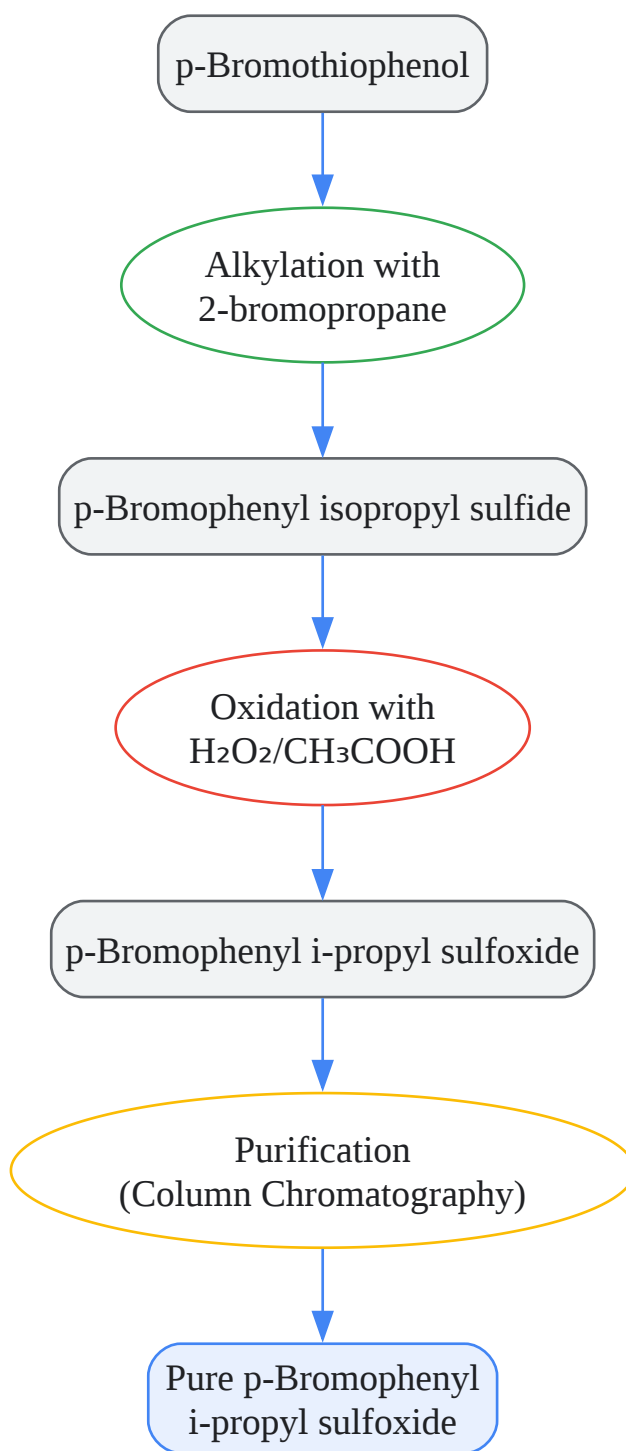 p-Bromothiophenol
Alkylation with
2-bromopropane
p-Bromophenyl isopropyl sulfide
Oxidation with
H₂O₂/CH₃COOH
p-Bromophenyl i-propyl sulfoxide
Purification
(Column Chromatography)
Pure p-Bromophenyl
i-propyl sulfoxide